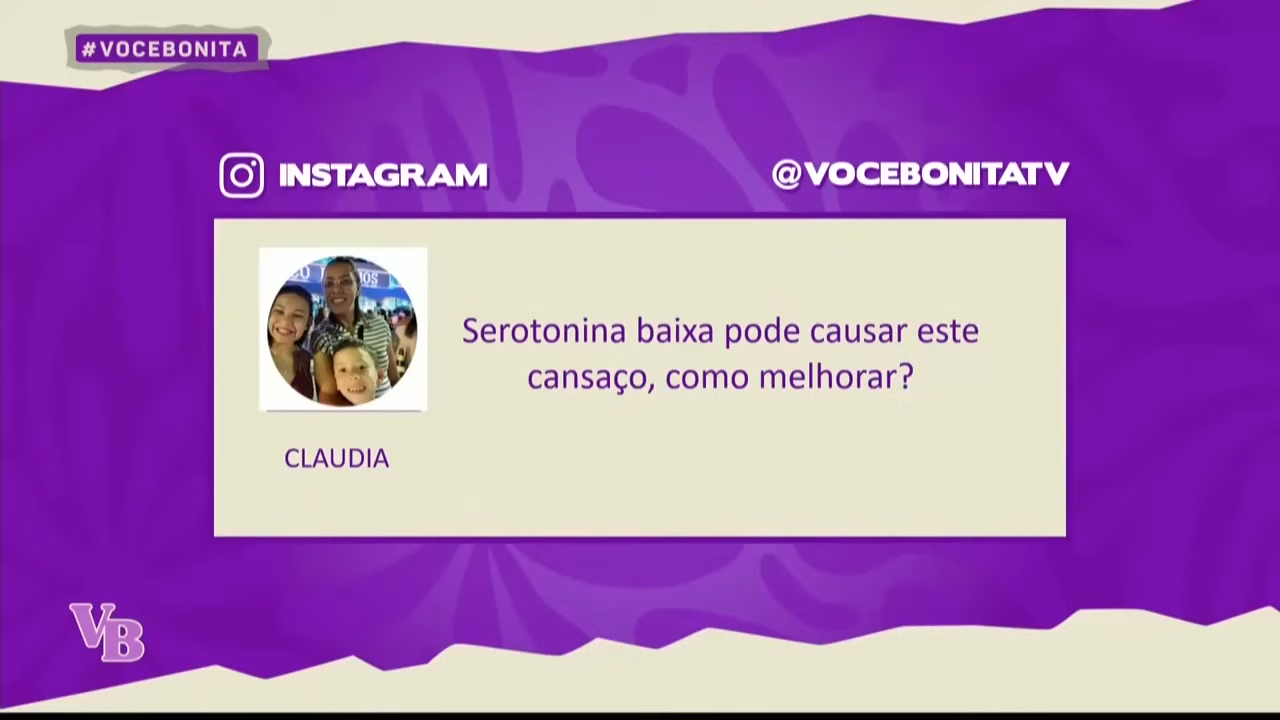 #VOCEBONITA
INSTAGRAM
@VOCEBONITATV
Serotonina baixa pode causar este
cansaço, como melhorar?
CLAUDIA
VB